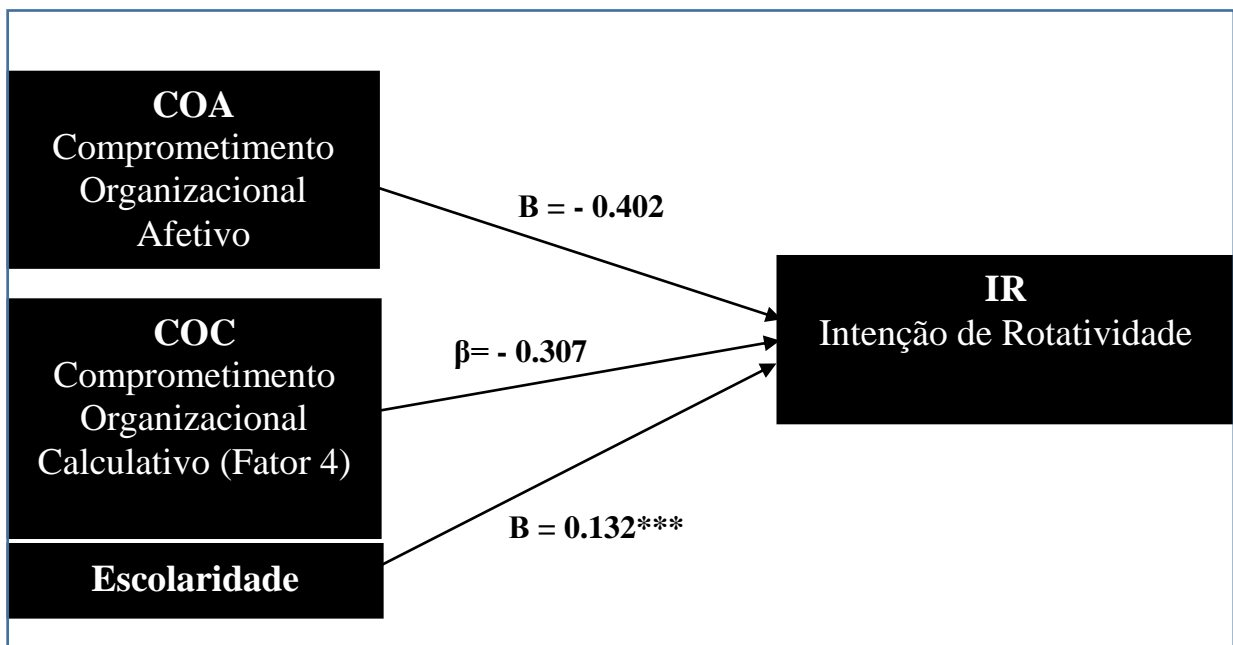 COA
Comprometimento
Organizacional
Afetivo
B = - 0.402
IR
Intenção de Rotatividade
COC
Comprometimento
Organizacional
Calculativo (Fator 4)
β= - 0.307
B = 0.132***
Escolaridade